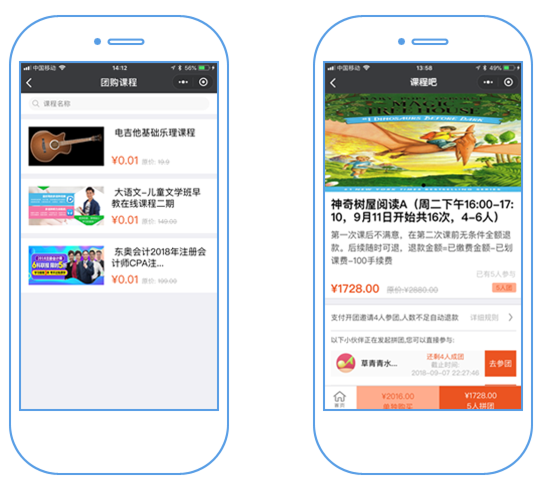 中国移动 14:12 56%
团购课程
课程名称
电吉他基础乐理课程
¥0.01 原价: 19.9
大语文-儿童文学班早
教在线课程二期
¥0.01 原价: 149.00
东奥会计2018年注册会
计师CPA注...
¥0.01 原价: 199.00
中国移动 13:58 49%
课程吧
MAGIC
TREE HOUSE
DINOSAURS BEFORE DARK
神奇树屋阅读A（周二下午16:00-17:
10，9月11日开始共16次，4-6人）
第一次课后不满意，在第二次课前无条件全额退
款。后续随时可退，退款金额=已缴费金额-已划
课费-100手续费
已有5人参与
¥1728.00 原价:¥2880.00 5人团
支付开团邀请4人参团,人数不足自动退款 详细规则
以下小伙伴正在发起拼团,您可以直接参与:
草青青水... 还剩4人成团 去参团
截止时间:
2018-09-07 22:27:46
¥2016.00 ¥1728.00
首页 单独购买 5人拼团